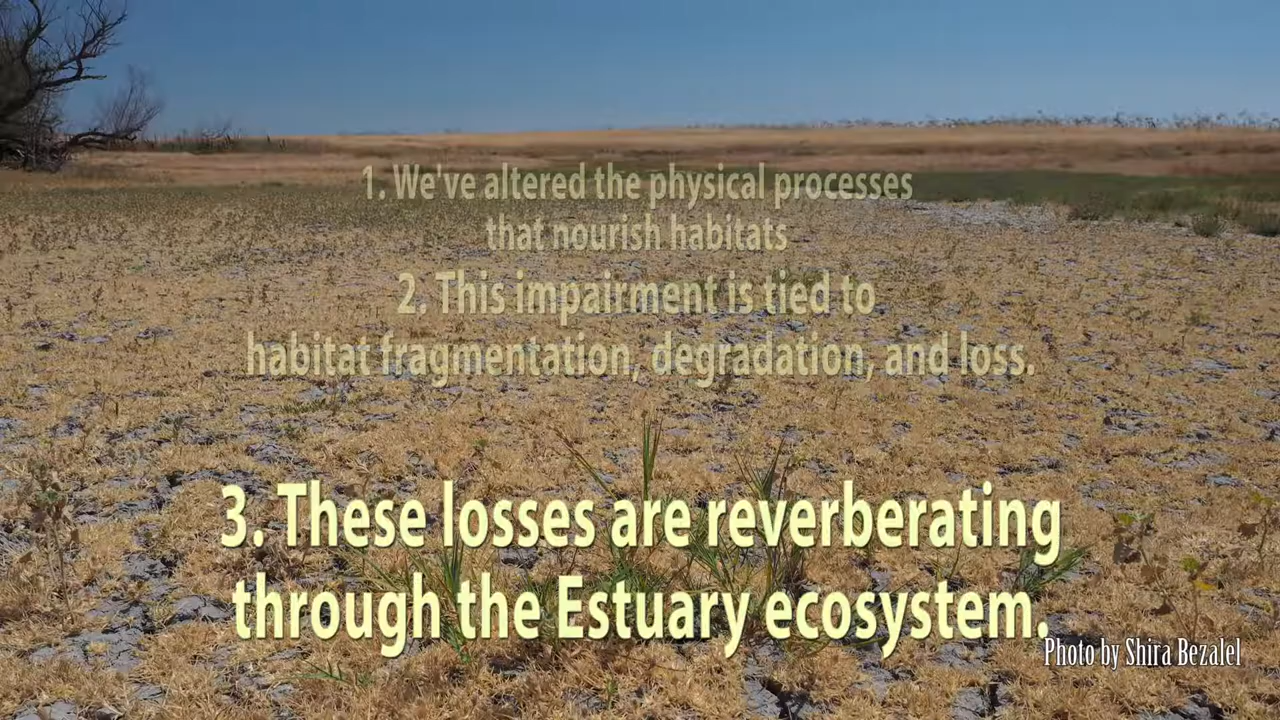 1. We've altered the physical processes
that nourish habitats
2. This impairment is tied to
habitat fragmentation, degradation, and loss.
3. These losses are reverberating
through the Estuary ecosystem.
Photo by Shira Bezalel